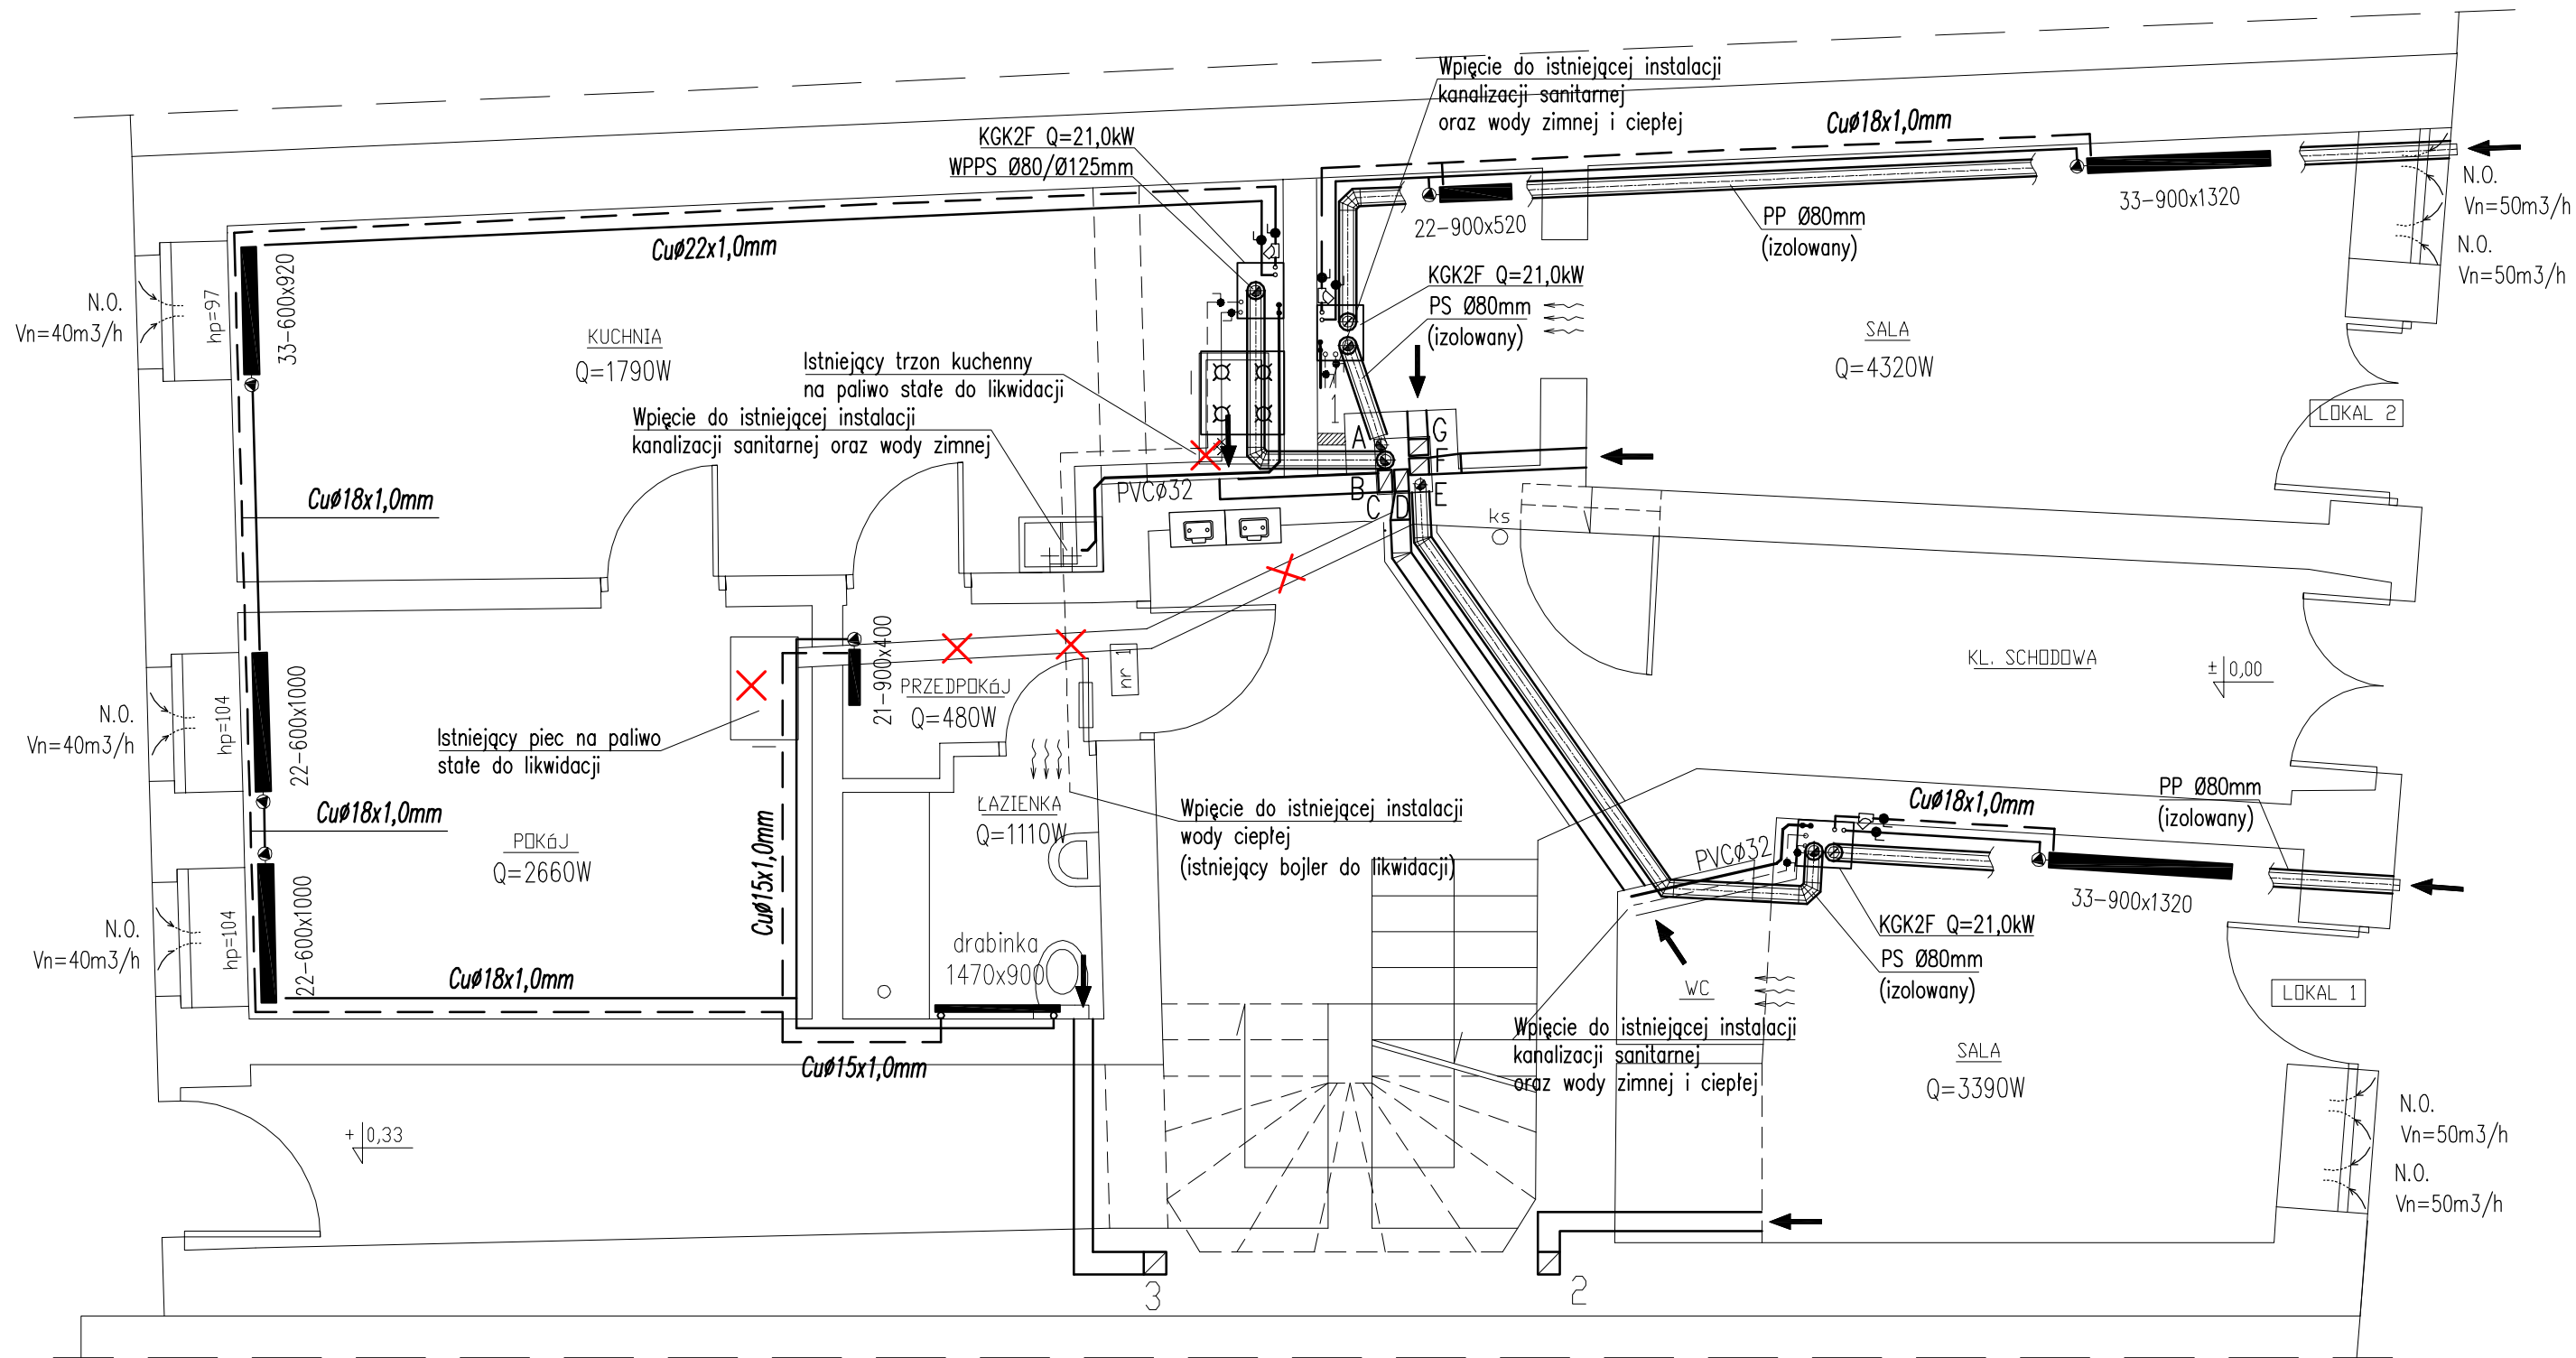 Wpięcie do istniejącej instalacji
kanalizacji sanitarnej
oraz wody zimnej i ciepłej
KGK2F Q=21,0kW
WPPS Ø80/Ø125mm
Cuø18x1,0mm
N.O.
Vn=50m3/h
N.O.
Vn=50m3/h
33-900x1320
22-900x520
PP Ø80mm
(izolowany)
Cuø22x1,0mm
KGK2F Q=21,0kW
PS Ø80mm
(izolowany)
N.O.
Vn=40m3/h
hp=97
33-600x920
KUCHNIA
Q=1790W
SALA
Q=4320W
Istniejący trzon kuchenny
na paliwo stałe do likwidacji
Wpięcie do istniejącej instalacji
kanalizacji sanitarnej oraz wody zimnej
LOKAL 2
1
A
G
F
B
E
C
D
PVCø32
Cuø18x1,0mm
ks
KL. SCHODOWA
± 0,00
21-900x400
PRZEDPOKóJ
Q=480W
nr 1
N.O.
Vn=40m3/h
hp=104
22-600x1000
Istniejący piec na paliwo
stałe do likwidacji
Cuø18x1,0mm
POKóJ
Q=2660W
Cuø15x1,0mm
ŁAZIENKA
Q=1110W
Wpięcie do istniejącej instalacji
wody ciepłej
(istniejący bojler do likwidacji)
PVCø32
Cuø18x1,0mm
PP Ø80mm
(izolowany)
33-900x1320
KGK2F Q=21,0kW
PS Ø80mm
(izolowany)
N.O.
Vn=40m3/h
hp=104
22-600x1000
Cuø18x1,0mm
drabinka
1470x900
WC
LOKAL 1
Wpięcie do istniejącej instalacji
kanalizacji sanitarnej
oraz wody zimnej i ciepłej
Cuø15x1,0mm
SALA
Q=3390W
+ 0,33
N.O.
Vn=50m3/h
N.O.
Vn=50m3/h
3
2